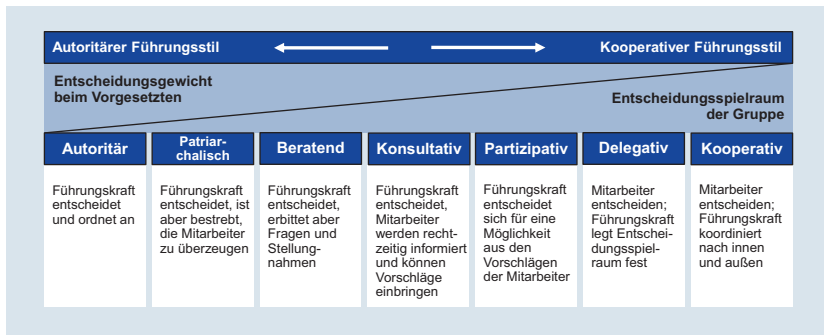 Autoritärer Führungsstil
Kooperativer Führungsstil
Entscheidungsgewicht
beim Vorgesetzten
Entscheidungsspielraum
der Gruppe
Autoritär
Patriar-
chalisch
Beratend
Konsultativ
Partizipativ
Delegativ
Kooperativ
Führungskraft
entscheidet
und ordnet an
Führungskraft
entscheidet, ist
aber bestrebt,
die Mitarbeiter
zu überzeugen
Führungskraft
entscheidet,
erbittet aber
Fragen und
Stellung-
nahmen
Führungskraft
entscheidet,
Mitarbeiter
werden recht-
zeitig informiert
und können
Vorschläge
einbringen
Führungskraft
entscheidet
sich für eine
Möglichkeit
aus den
Vorschlägen
der Mitarbeiter
Mitarbeiter
entscheiden;
Führungskraft
legt Entschei-
dungsspiel-
raum fest
Mitarbeiter
entscheiden;
Führungskraft
koordiniert
nach innen
und außen